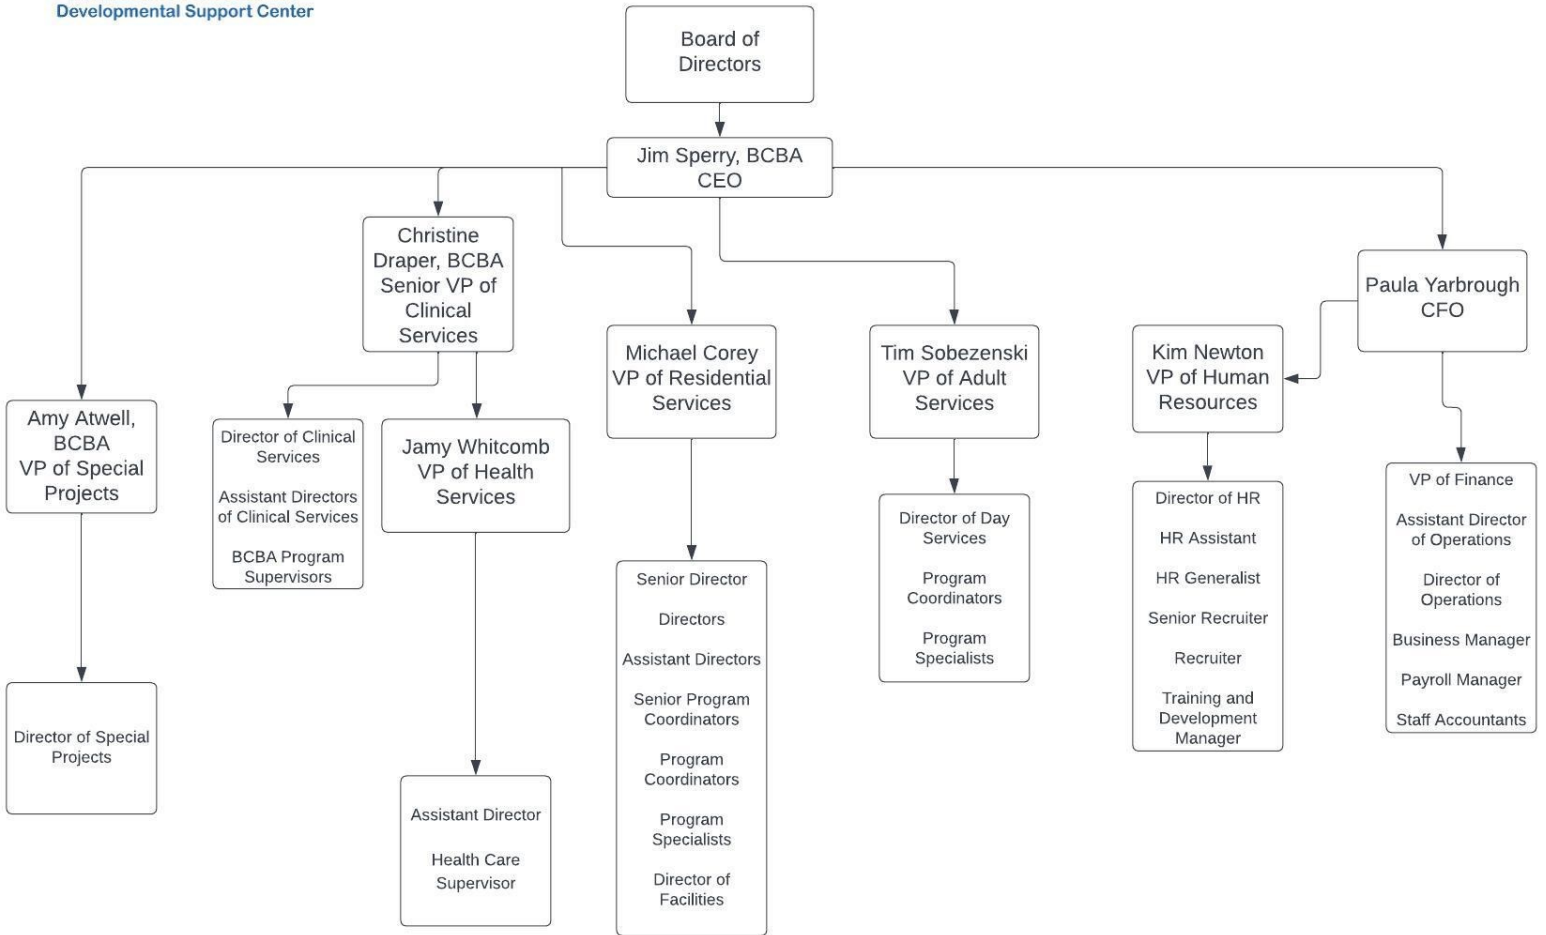 Developmental Support Center
Board of
Directors
Jim Sperry, BCBA
CEO
Christine
Draper, BCBA
Senior VP of
Clinical
Services
Paula Yarbrough
CFO
Michael Corey
VP of Residential
Services
Tim Sobezenski
VP of Adult
Services
Kim Newton
VP of Human
Resources
Amy Atwell,
BCBA
VP of Special
Projects
Director of Clinical
Services
Assistant Directors
of Clinical Services
BCBA Program
Supervisors
Jamy Whitcomb
VP of Health
Services
Director of Special
Projects
Assistant Director
Health Care
Supervisor
Senior Director
Directors
Assistant Directors
Senior Program
Coordinators
Program
Coordinators
Program
Specialists
Director of
Facilities
Director of Day
Services
Program
Coordinators
Program
Specialists
Director of HR
HR Assistant
HR Generalist
Senior Recruiter
Recruiter
Training and
Development
Manager
VP of Finance
Assistant Director
of Operations
Director of
Operations
Business Manager
Payroll Manager
Staff Accountants